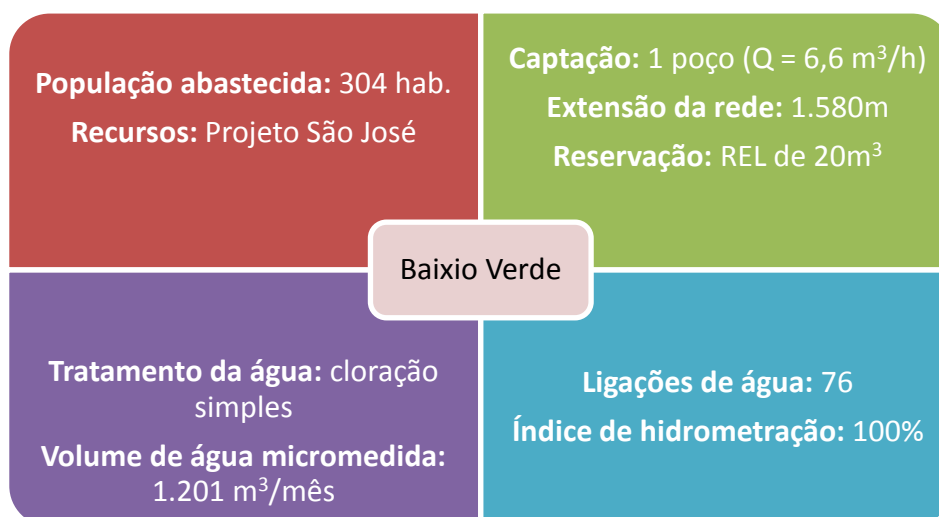 População abastecida: 304 hab.
Recursos: Projeto São José
Captação: 1 poço (Q = 6,6 m³/h)
Extensão da rede: 1.580m
Reservação: REL de 20m³
Baixio Verde
Tratamento da água: cloração
simples
Volume de água micromedida:
1.201 m³/mês
Ligações de água: 76
Índice de hidrometração: 100%